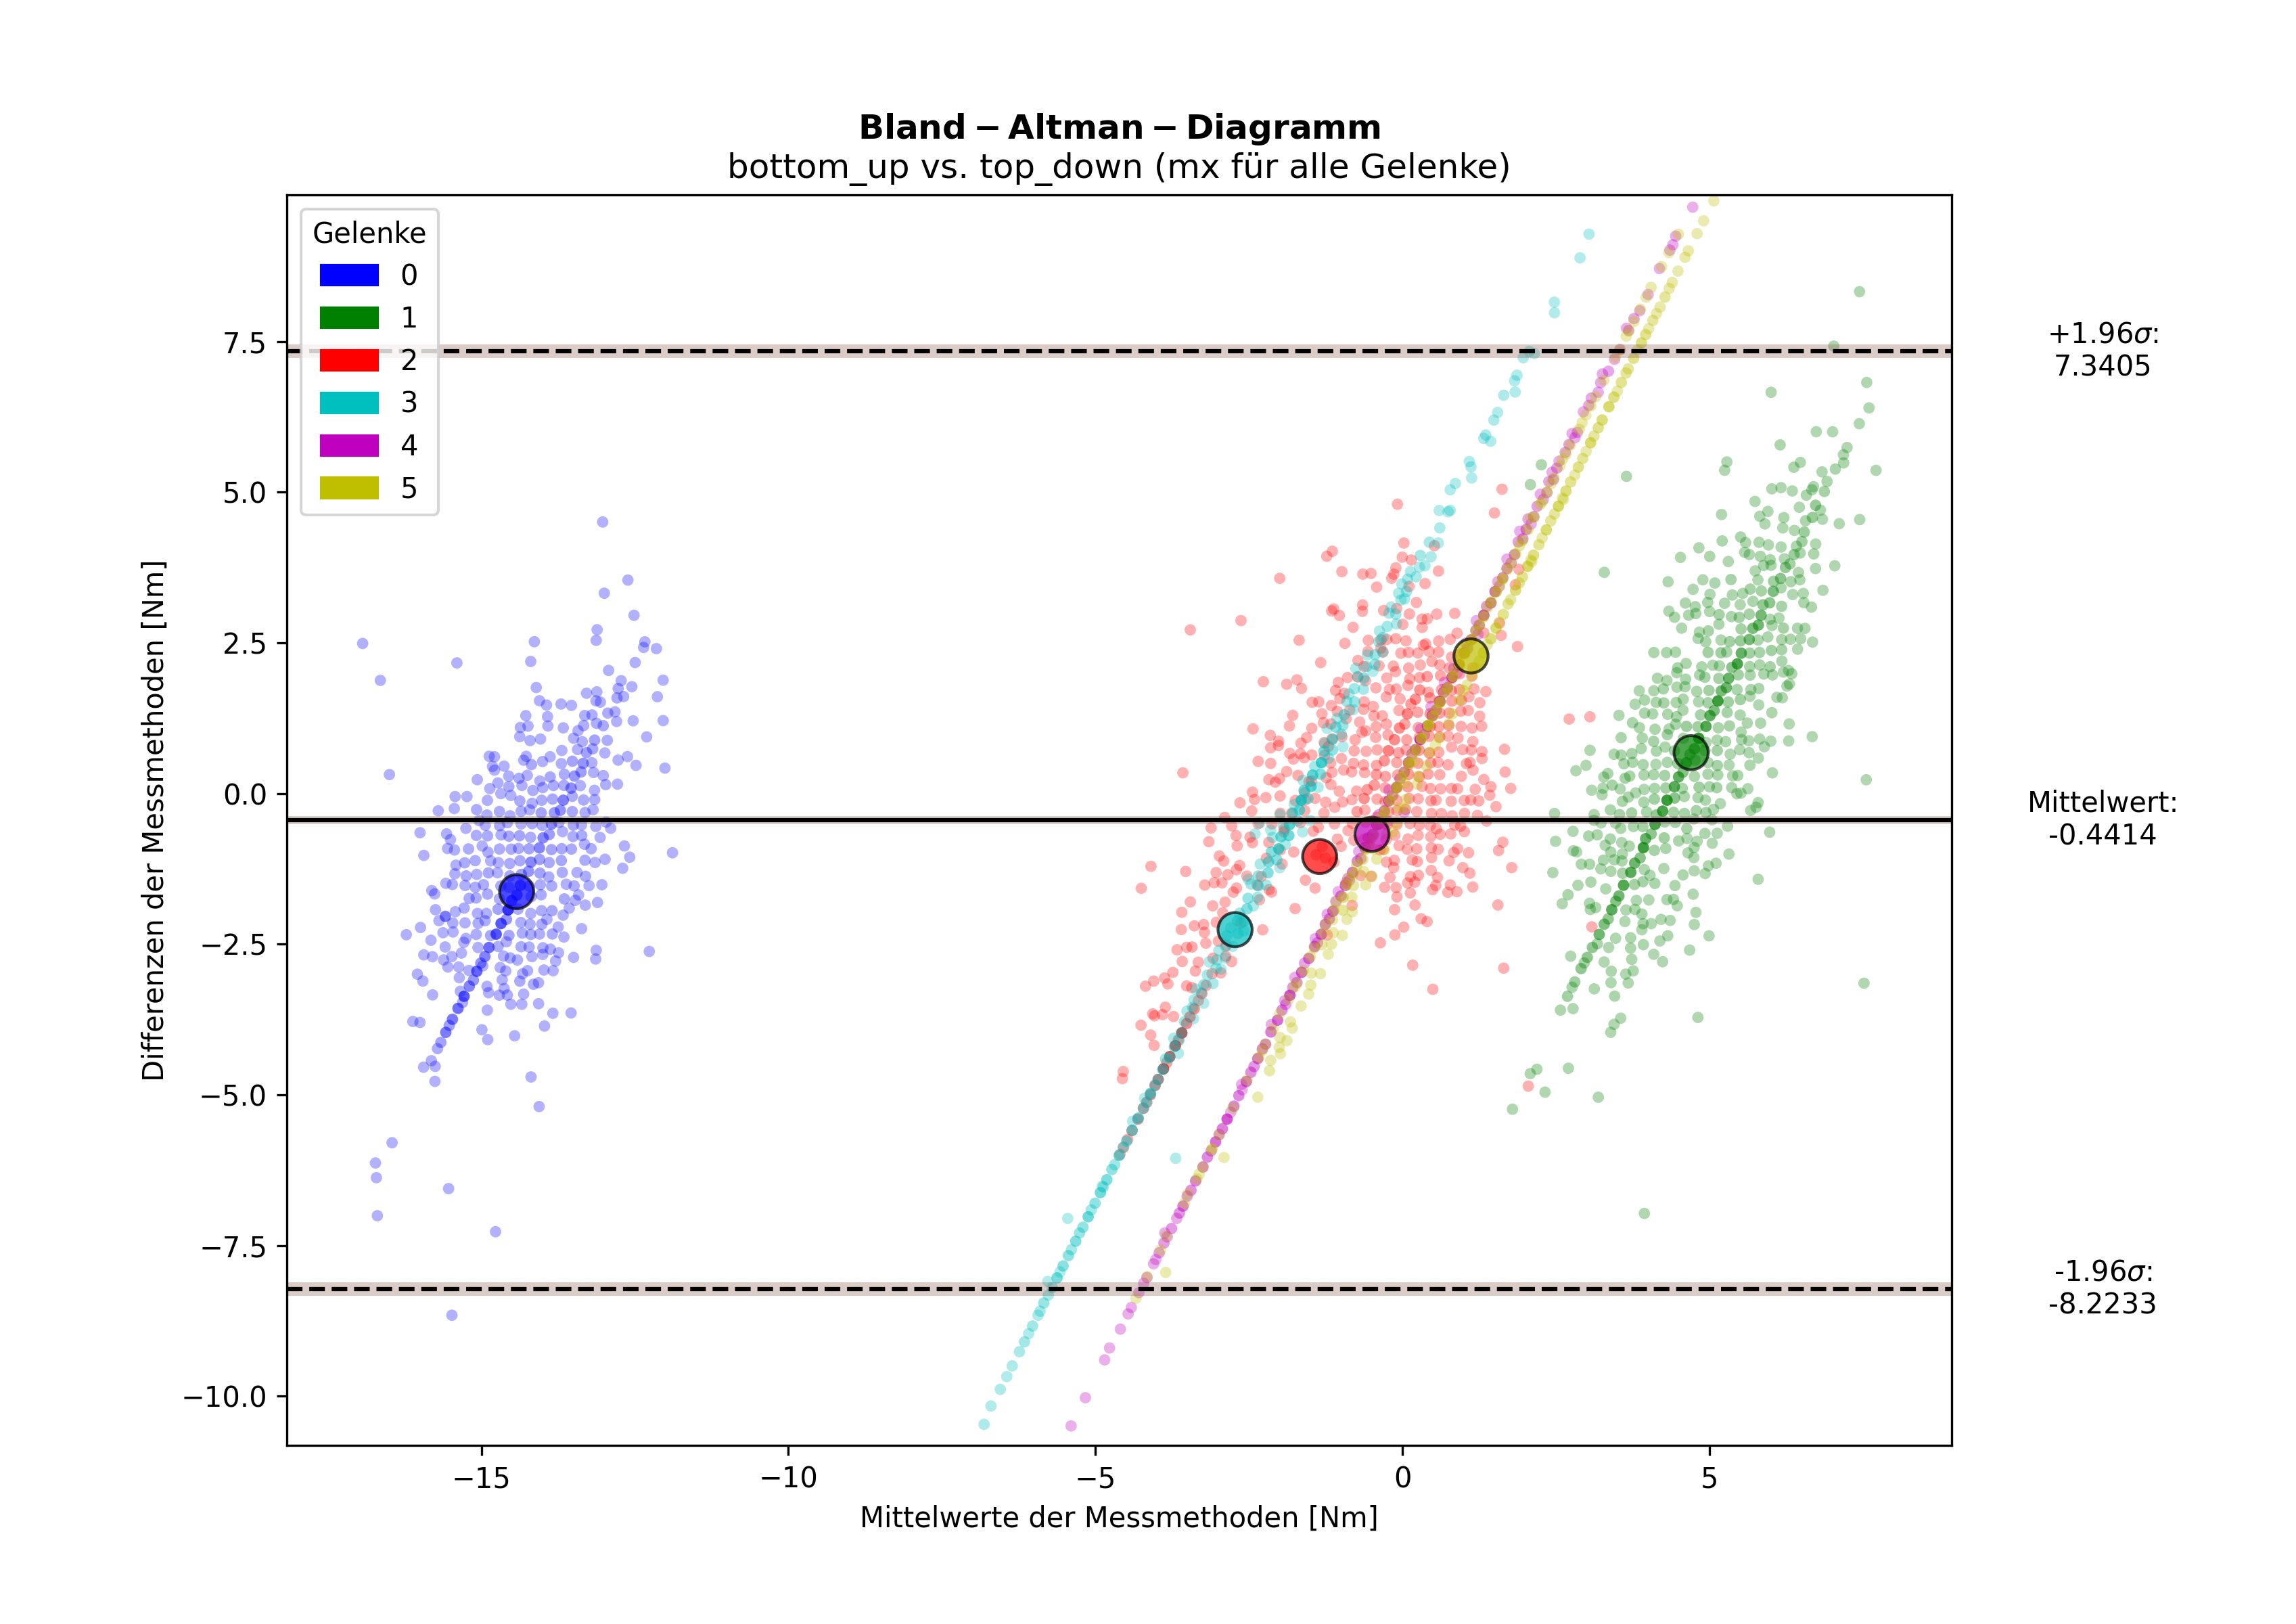 Bland − Altman − Diagramm
bottom_up vs. top_down (mx für alle Gelenke)
Gelenke
0
1
2
3
4
5
Differenzen der Messmethoden [Nm]
7.5
5.0
2.5
0.0
−2.5
−5.0
−7.5
−10.0
+1.96σ:
7.3405
Mittelwert:
-0.4414
-1.96σ:
-8.2233
−15
−10
−5
0
5
Mittelwerte der Messmethoden [Nm]